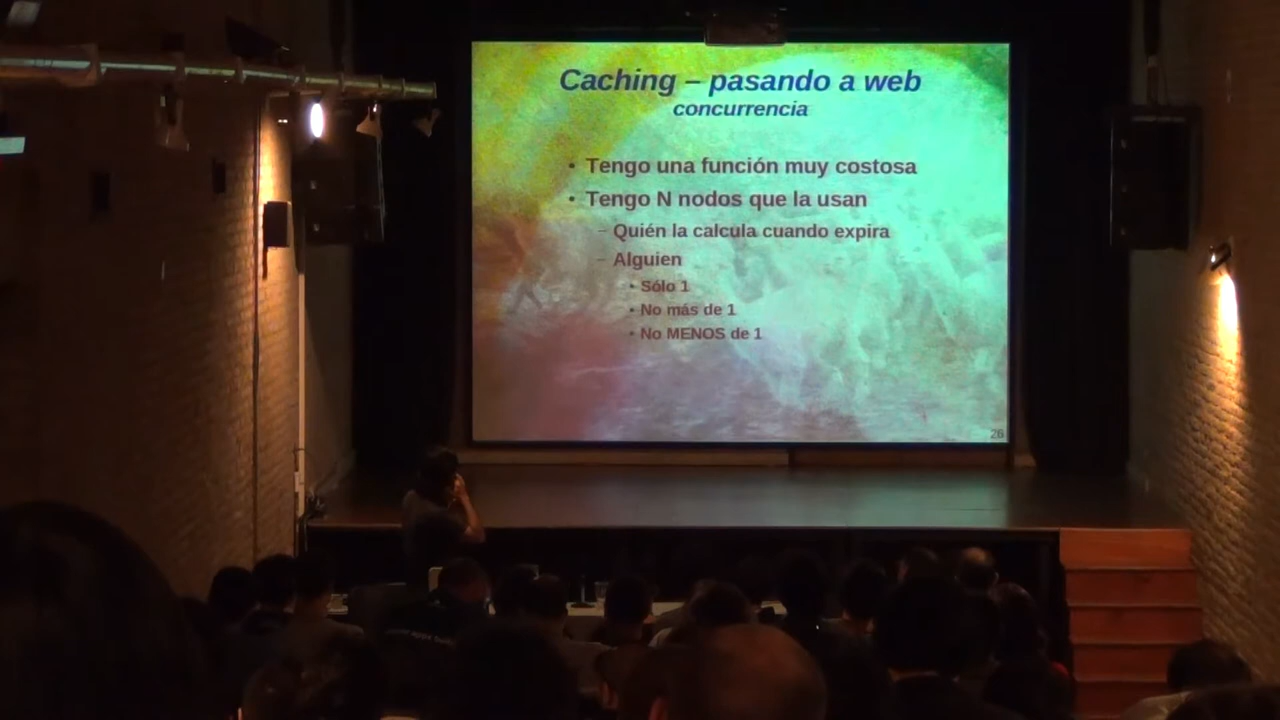 Caching – pasando a web
concurrencia
• Tengo una función muy costosa
• Tengo N nodos que la usan
– Quién la calcula cuando expira
– Alguien
• Sólo 1
• No más de 1
• No MENOS de 1
26